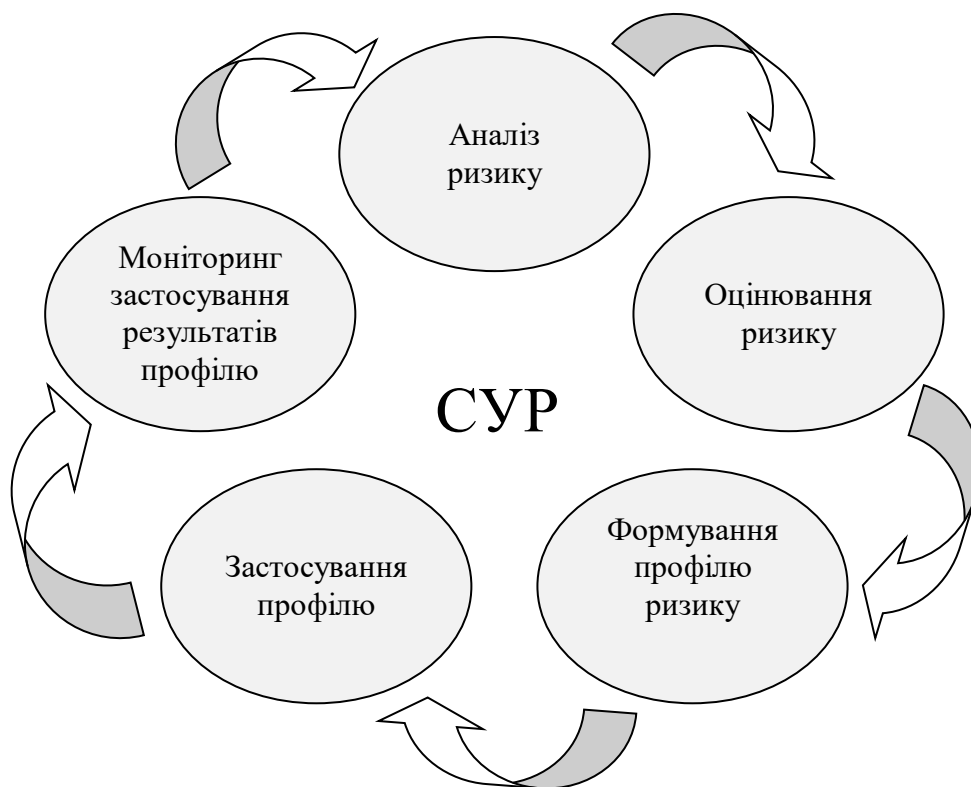 Аналіз
ризику
Оцінювання
ризику
Формування
профілю
ризику
Застосування
профілю
Моніторинг
застосування
результатів
профілю
СУР